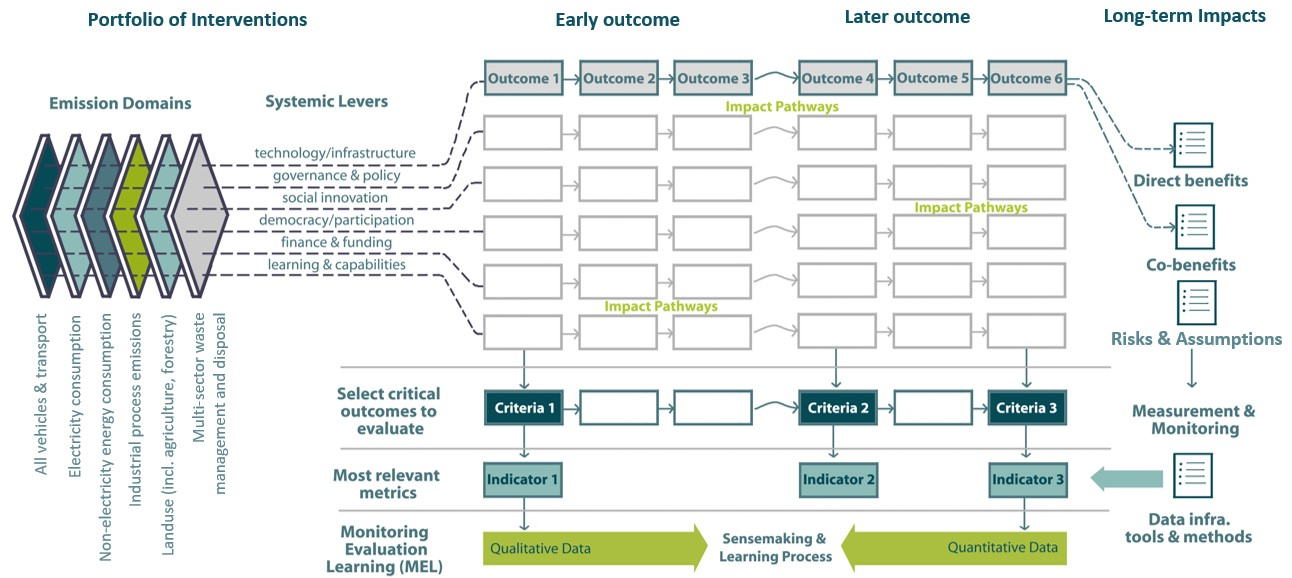 Portfolio of Interventions
Early outcome
Later outcome
Long-term Impacts
Emission Domains
Systemic Levers
technology/infrastructure
governance & policy
social innovation
democracy/participation
finance & funding
learning & capabilities
All vehicles & transport
Electricity consumption
Non-electricity energy consumption
Industrial process emissions
Landuse (incl. agriculture, forestry)
Multi-sector waste
management and disposal
Outcome 1
Outcome 2
Outcome 3
Outcome 4
Outcome 5
Outcome 6
Impact Pathways
Impact Pathways
Impact Pathways
Direct benefits
Co-benefits
Risks & Assumptions
Measurement &
Monitoring
Data infra.
tools & methods
Select critical
outcomes to
evaluate
Criteria 1
Criteria 2
Criteria 3
Most relevant
metrics
Indicator 1
Indicator 2
Indicator 3
Monitoring
Evaluation
Learning (MEL)
Qualitative Data
Sensemaking &
Learning Process
Quantitative Data